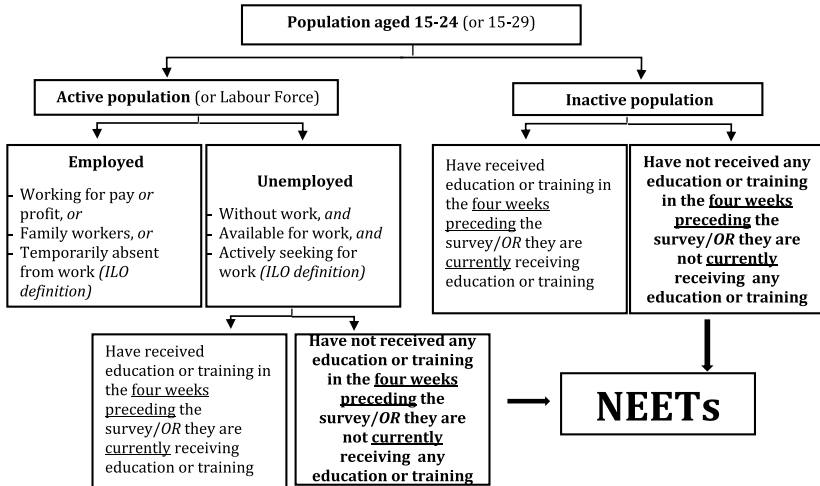 Population aged 15-24 (or 15-29)
Active population (or Labour Force)
Inactive population
Employed
- Working for pay or
profit, or
- Family workers, or
- Temporarily absent
from work (ILO
definition)
Unemployed
- Without work, and
- Available for work, and
- Actively seeking for
work (ILO definition)
Have received
education or training in
the four weeks
preceding the
survey/OR they are
currently receiving
education or training
Have not received any
education or training
in the four weeks
preceding the
survey/OR they are
not currently
receiving any
education or training
Have received
education or training in
the four weeks
preceding the
survey/OR they are
currently receiving
education or training
Have not received any
education or training
in the four weeks
preceding the
survey/OR they are
not currently
receiving any
education or training
NEETs